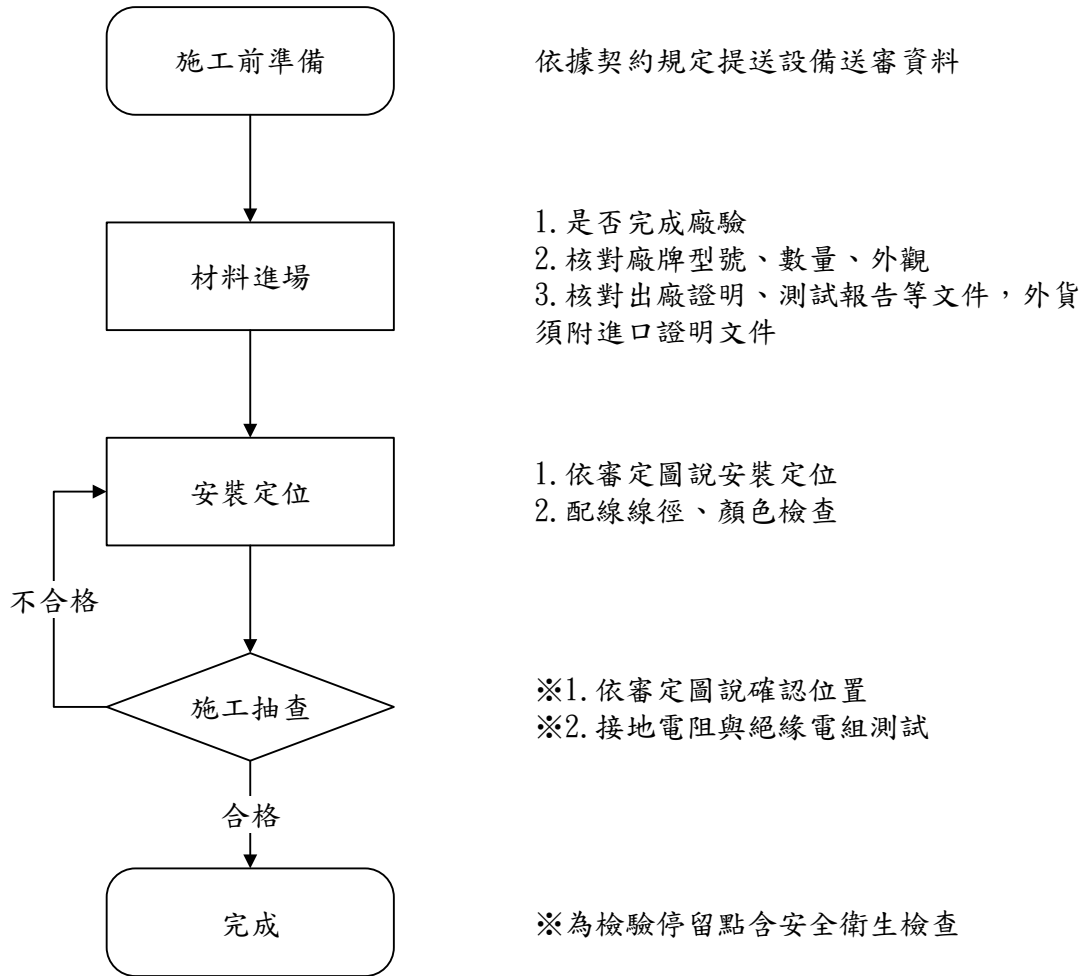 施工前準備
依據契約規定提送設備送審資料
材料進場
1.是否完成廠驗
2.核對廠牌型號、數量、外觀
3.核對出廠證明、測試報告等文件，外貨
須附進口證明文件
安裝定位
1.依審定圖說安裝定位
2.配線線徑、顏色檢查
不合格
施工抽查
※1.依審定圖說確認位置
※2.接地電阻與絕緣電組測試
合格
完成
※為檢驗停留點含安全衛生檢查